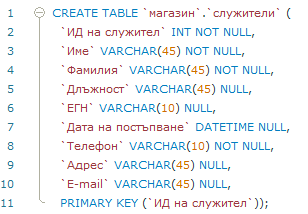 1 CREATE TABLE `магазин`.`служители` (
2 `ИД на служител` INT NOT NULL,
3 `Име` VARCHAR(45) NOT NULL,
4 `Фамилия` VARCHAR(45) NOT NULL,
5 `Длъжност` VARCHAR(45) NULL,
6 `ЕГН` VARCHAR(10) NULL,
7 `Дата на постъпване` DATETIME NULL,
8 `Телефон` VARCHAR(10) NOT NULL,
9 `Адрес` VARCHAR(45) NULL,
10 `E-mail` VARCHAR(45) NULL,
11 PRIMARY KEY (`ИД на служител`));